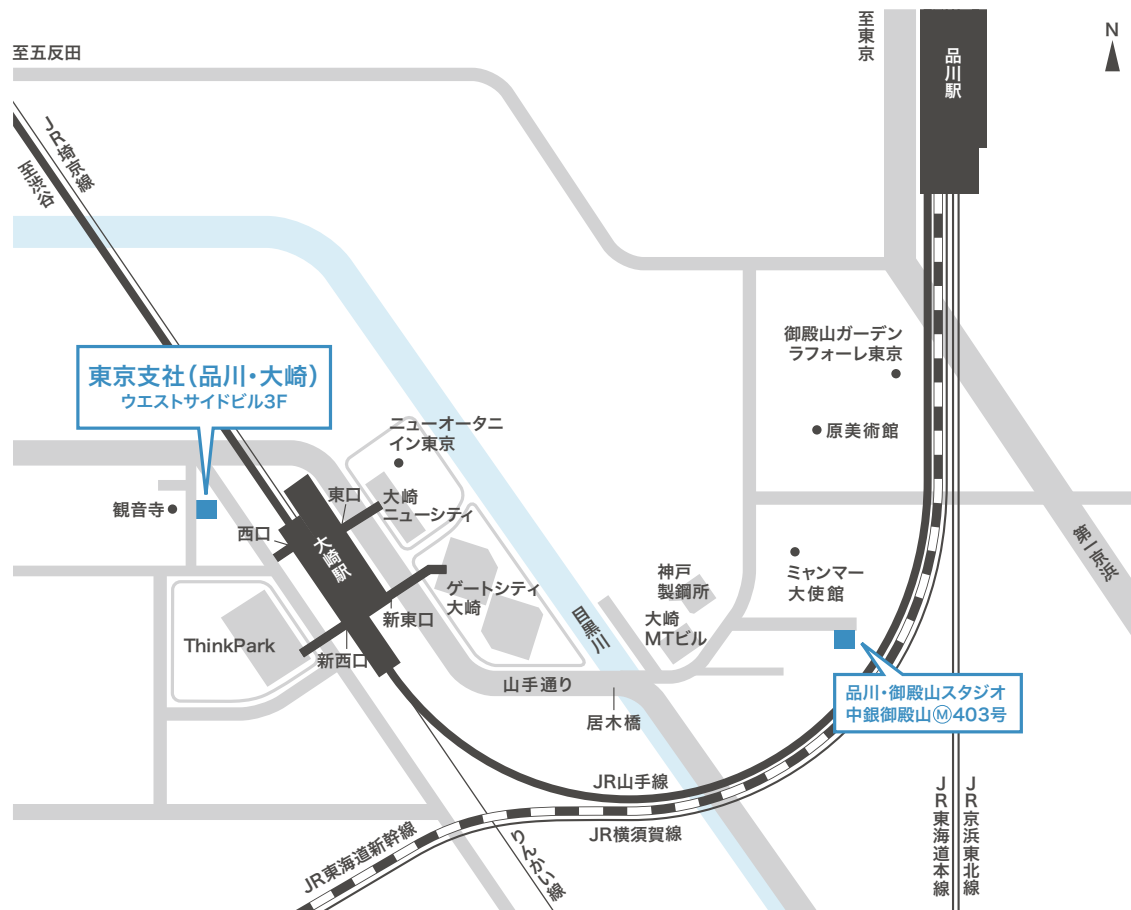 至五反田
至東京
品川駅
N
JR埼京線
至渋谷
御殿山ガーデン
ラフォーレ東京
東京支社(品川・大崎)
ウエストサイドビル3F
ニューオータニ
イン東京
原美術館
東口
大崎
ニューシティ
観音寺
西口
大崎駅
第一京浜
ミャンマー
大使館
神戸
製鋼所
ゲートシティ
大崎
新東口
目黒川
大崎
MTビル
ThinkPark
新西口
山手通り
品川・御殿山スタジオ
中銀御殿山Ⓜ403号
居木橋
JR山手線
JR東海道本線
JR京浜東北線
JR横須賀線
りんかい線
JR東海道新幹線